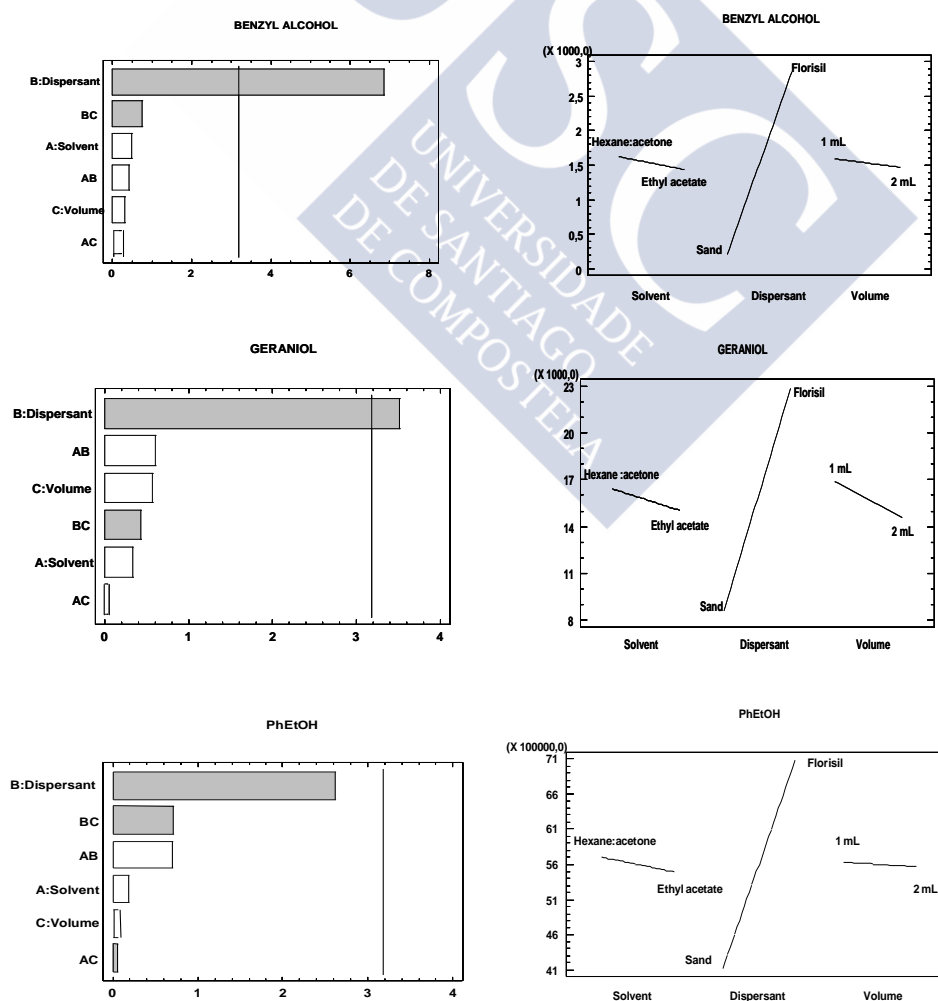 BENZYL ALCOHOL
B:Dispersant
BC
A:Solvent
AB
C:Volume
AC
0 2 4 6 8
BENZYL ALCOHOL
(X 1000,0)
3
2,5
2
1,5
1
0,5
0
Hexane:acetone
Ethyl acetate
Florisil
Sand
1 mL
2 mL
Solvent Dispersant Volume
GERANIOL
B:Dispersant
AB
C:Volume
BC
A:Solvent
AC
0 1 2 3 4
GERANIOL
(X 1000,0)
23
20
17
14
11
8
Hexane :acetone
Ethyl acetate
Florisil
Sand
1 mL
2 mL
Solvent Dispersant Volume
PhEtOH
B:Dispersant
BC
AB
A:Solvent
C:Volume
AC
0 1 2 3 4
PhEtOH
(X 100000,0)
71
66
61
56
51
46
41
Hexane:acetone
Ethyl acetate
Florisil
Sand
1 mL
2 mL
Solvent Dispersant Volume
USC
UNIVERSIDADE
DE SANTIAGO
DE COMPOSTELA